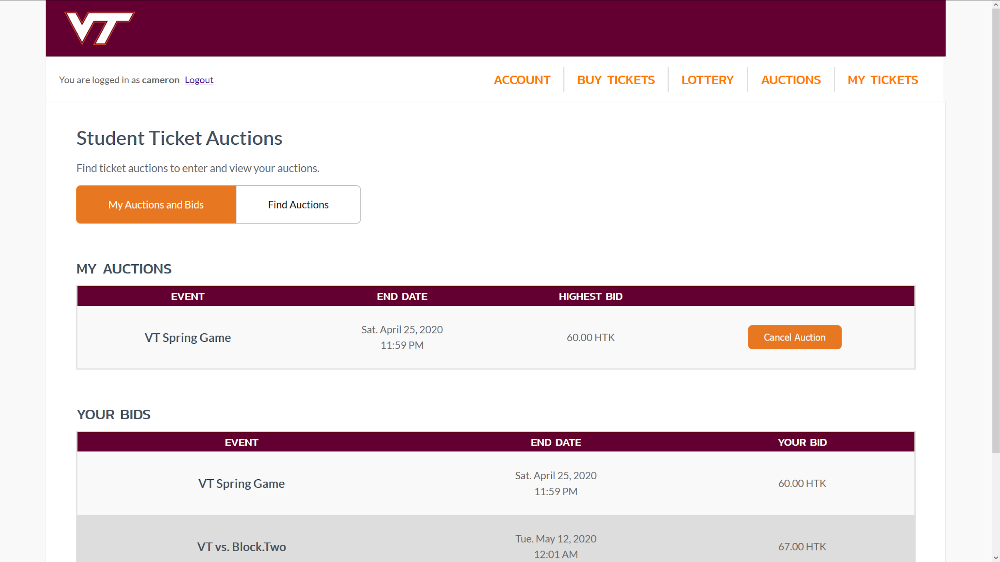 VT
You are logged in as cameron Logout
ACCOUNT
BUY TICKETS
LOTTERY
AUCTIONS
MY TICKETS
Student Ticket Auctions
Find ticket auctions to enter and view your auctions.
My Auctions and Bids
Find Auctions
MY AUCTIONS
EVENT END DATE HIGHEST BID
VT Spring Game
Sat. April 25, 2020
11:59 PM
60.00 HTK
Cancel Auction
YOUR BIDS
EVENT END DATE YOUR BID
VT Spring Game
Sat. April 25, 2020
11:59 PM
60.00 HTK
VT vs. Block.Two
Tue. May 12, 2020
12:01 AM
67.00 HTK